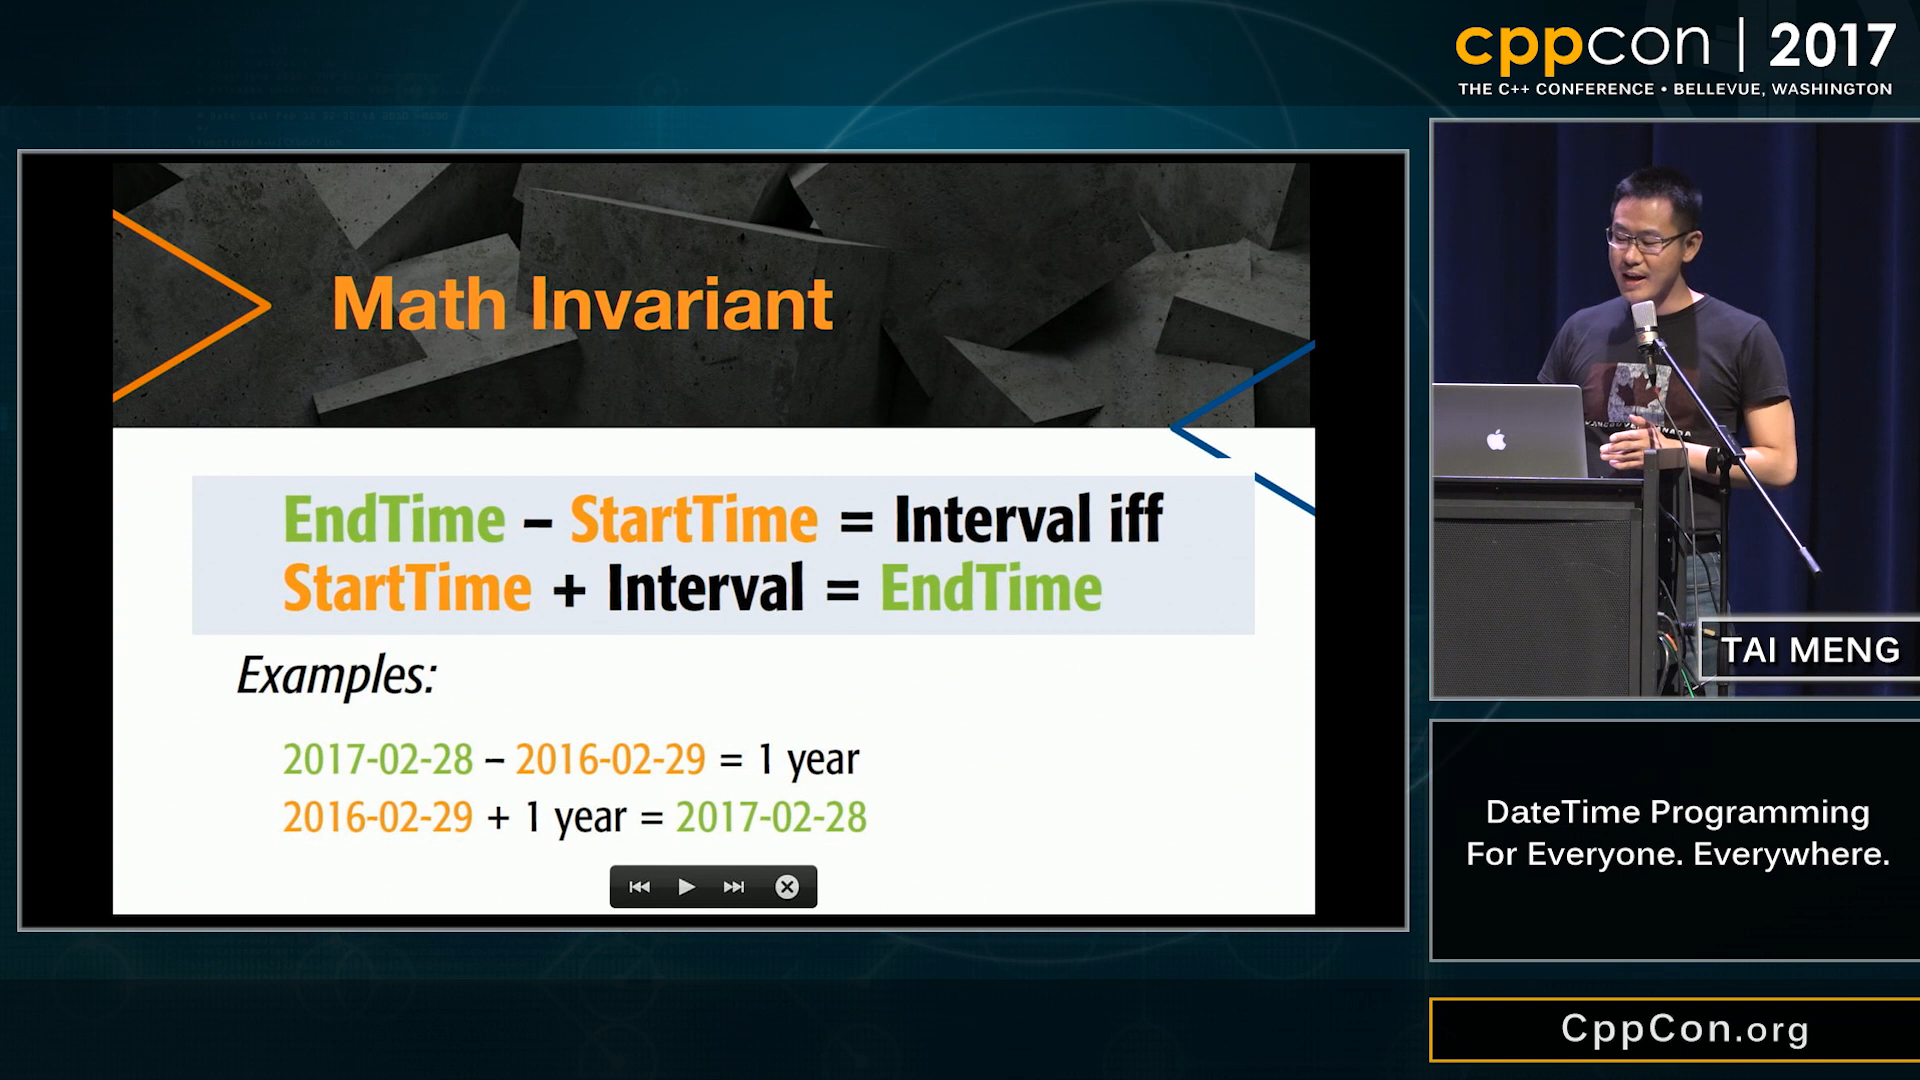 cppcon | 2017
THE C++ CONFERENCE • BELLEVUE, WASHINGTON
Math Invariant
EndTime – StartTime = Interval iff
StartTime + Interval = EndTime
Examples:
2017-02-28 – 2016-02-29 = 1 year
2016-02-29 + 1 year = 2017-02-28
TAI MENG
DateTime Programming
For Everyone. Everywhere.
CppCon.org